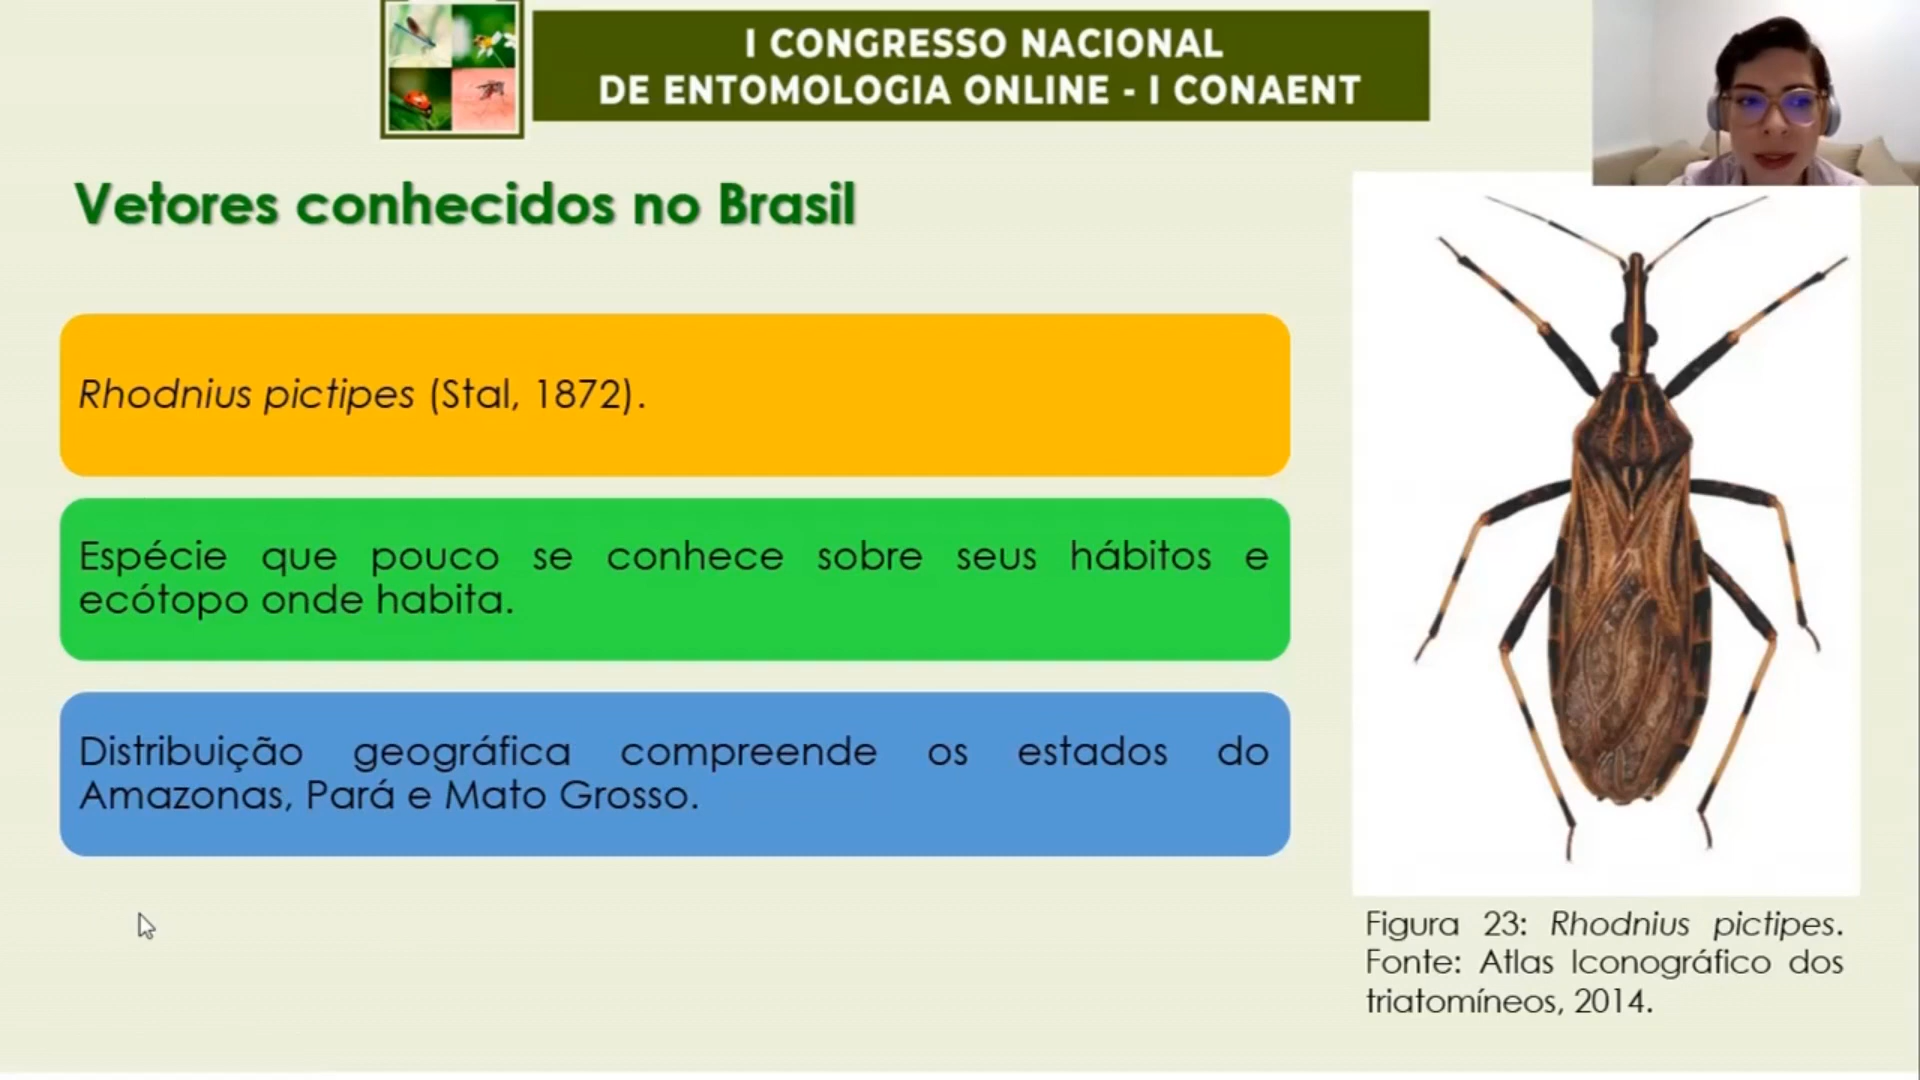 I CONGRESSO NACIONAL
DE ENTOMOLOGIA ONLINE - I CONAENT
Vetores conhecidos no Brasil
Rhodnius pictipes (Stal, 1872).
Espécie que pouco se conhece sobre seus hábitos e
ecótopo onde habita.
Distribuição geográfica compreende os estados do
Amazonas, Pará e Mato Grosso.
Figura 23: Rhodnius pictipes.
Fonte: Atlas Iconográfico dos
triatomíneos, 2014.